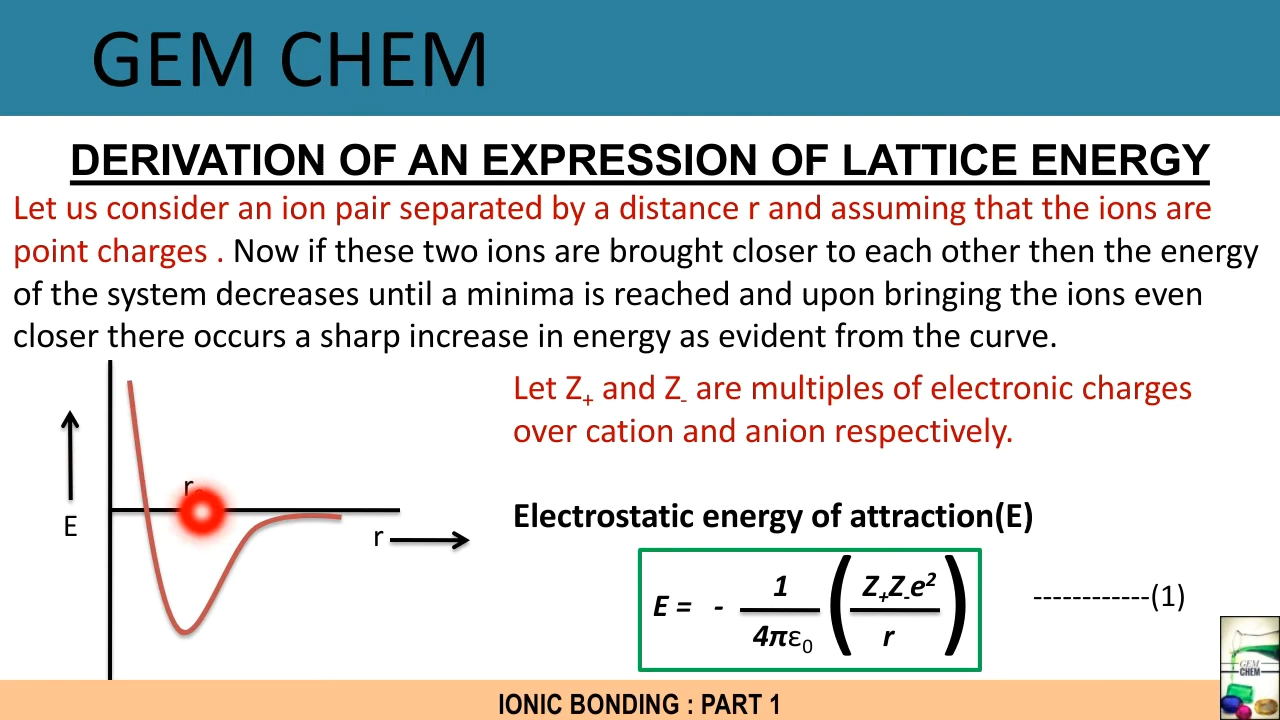 GEM CHEM
DERIVATION OF AN EXPRESSION OF LATTICE ENERGY
Let us consider an ion pair separated by a distance r and assuming that the ions are
point charges . Now if these two ions are brought closer to each other then the energy
of the system decreases until a minima is reached and upon bringing the ions even
closer there occurs a sharp increase in energy as evident from the curve.
Let Z₊ and Z₋ are multiples of electronic charges
over cation and anion respectively.
r
E
r
Electrostatic energy of attraction(E)
E = - 1/4πε₀ (Z₊Z₋e²/r) ------------(1)
GEM
CHEM
IONIC BONDING : PART 1